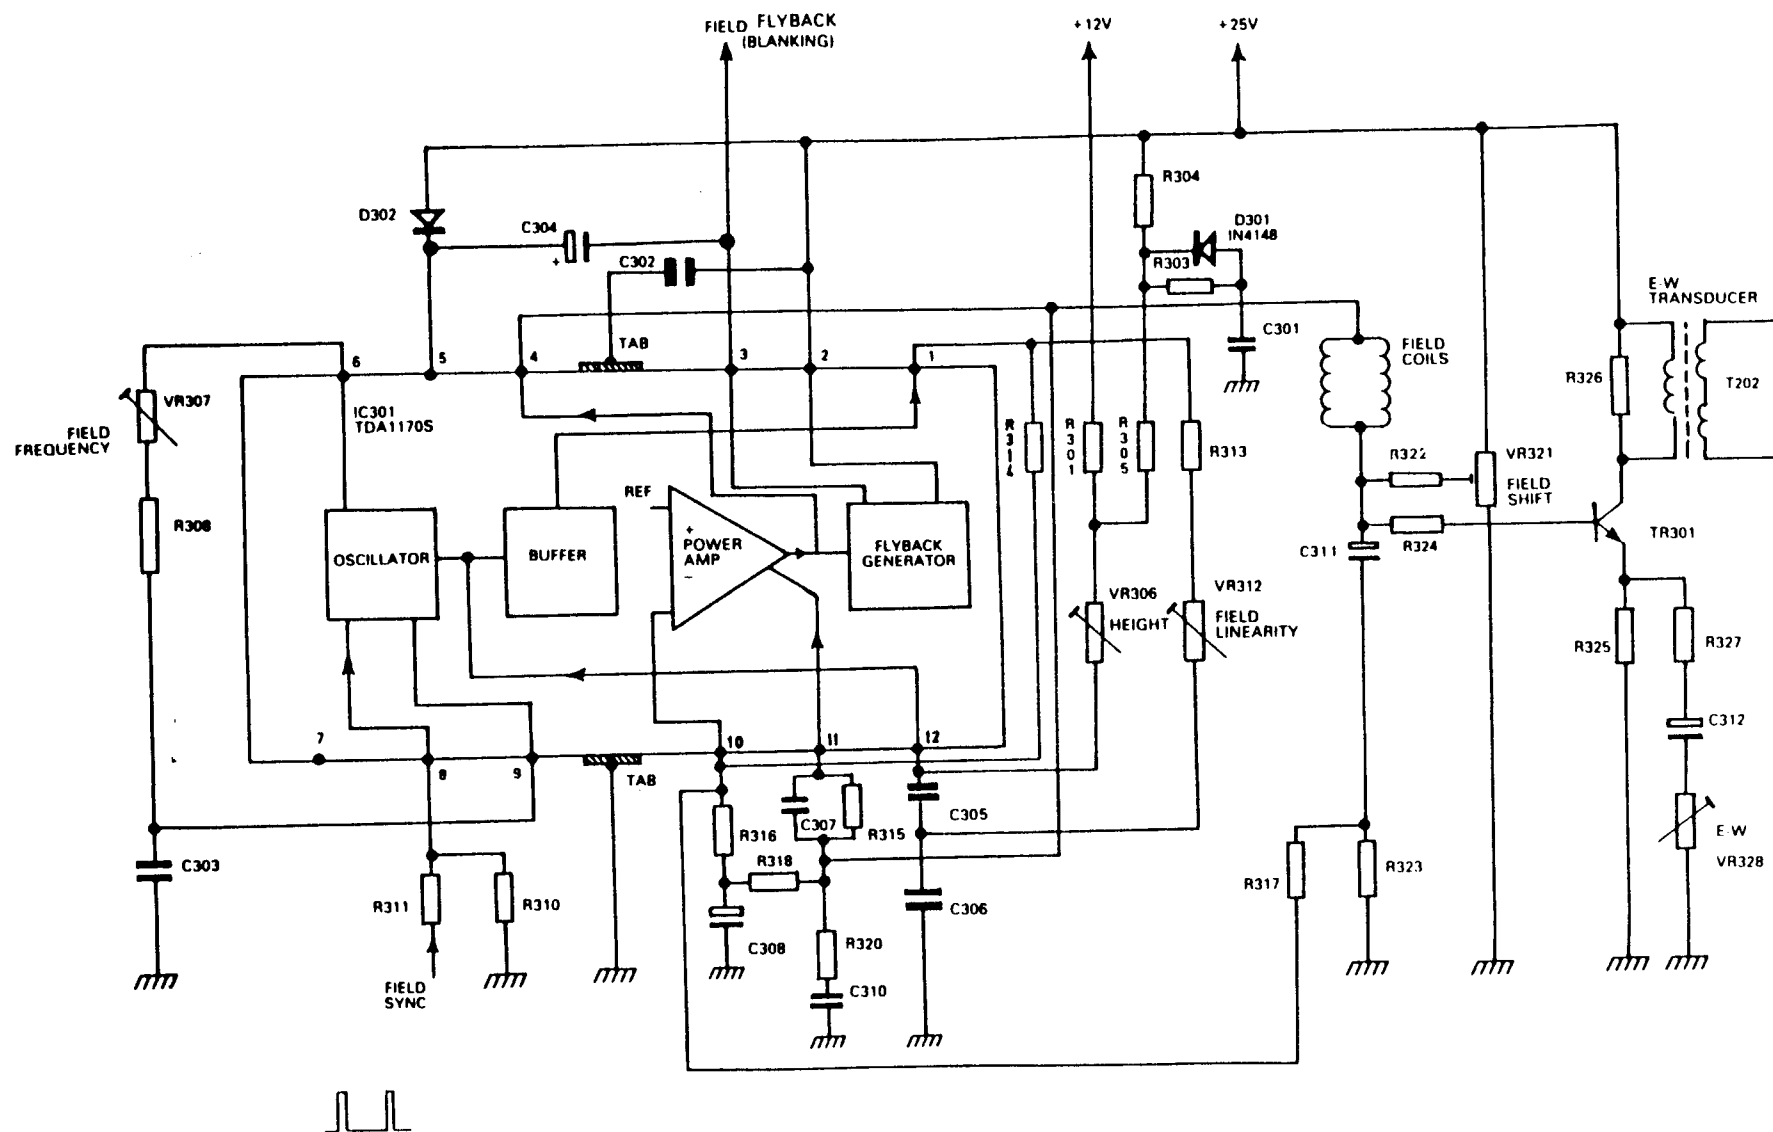 FIELD FLYBACK
(BLANKING)
+12V
+25V
R304
D302
C304
+
D301
IN4148
C302
R303
E-W
TRANSDUCER
C301
TAB
FIELD
COILS
6
5
4
3
2
1
VR307
R326
T202
IC301
TDA1170S
FIELD
FREQUENCY
R314
R301
R305
R313
R322
VR321
FIELD
SHIFT
REF
R308
OSCILLATOR
BUFFER
+
POWER
AMP
−
FLYBACK
GENERATOR
C311
R324
TR301
VR306
HEIGHT
VR312
FIELD
LINEARITY
R325
R327
C312
7
8
9
10
11
12
TAB
C305
C307
R315
R316
E-W
VR328
C303
R318
R317
R323
R311
R310
C306
C308
R320
FIELD
SYNC
C310